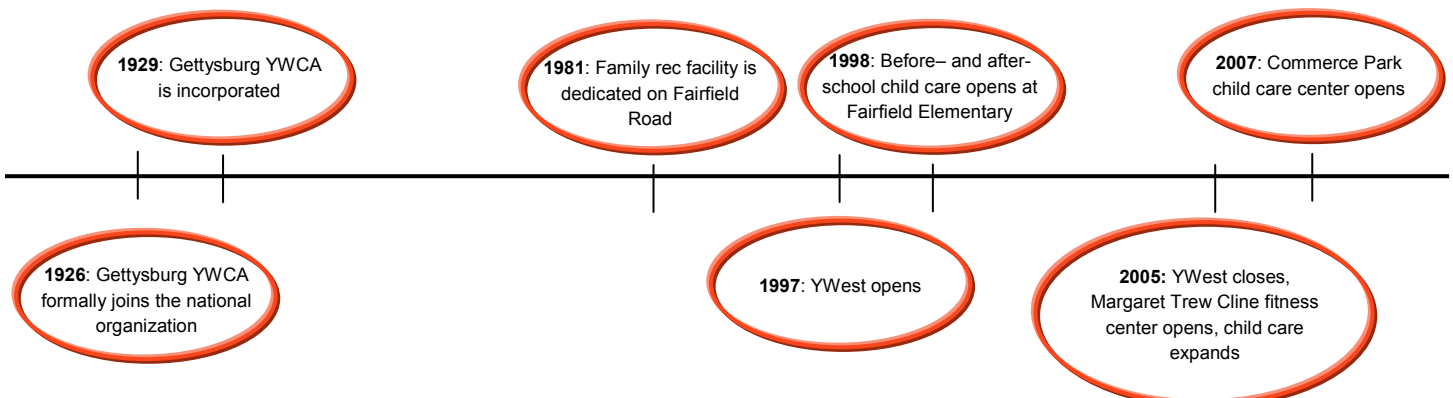 1929: Gettysburg YWCA
is incorporated
1981: Family rec facility is
dedicated on Fairfield
Road
1998: Before– and after-
school child care opens at
Fairfield Elementary
2007: Commerce Park
child care center opens
1926: Gettysburg YWCA
formally joins the national
organization
1997: YWest opens
2005: YWest closes,
Margaret Trew Cline fitness
center opens, child care
expands